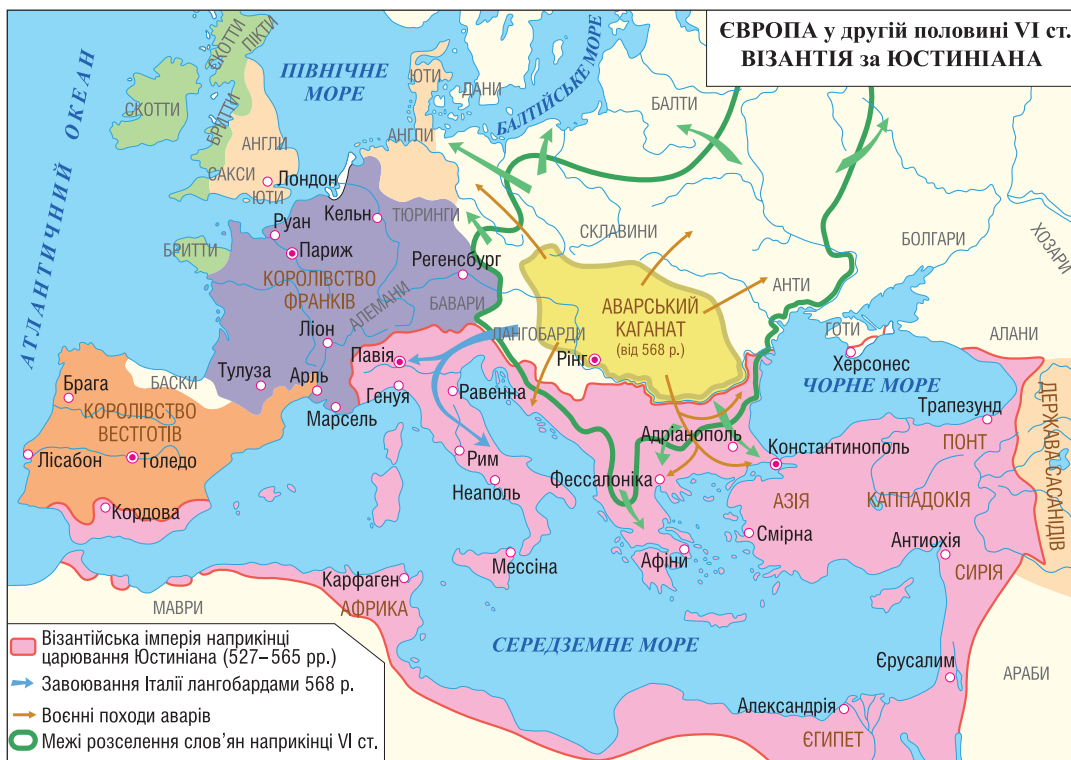 ЄВРОПА у другій половині VI ст.
ВІЗАНТІЯ за ЮСТИНІАНА
АТЛАНТИЧНИЙ ОКЕАН
ПІВНІЧНЕ
МОРЕ
БАЛТІЙСЬКЕ МОРЕ
СКОТТИ
ПІКТИ
СКОТТИ
БРИТТИ
АНГЛИ
САКСИ
ЮТИ
Лондон
ЮТИ
ДАНИ
АНГЛИ
БАЛТИ
БРИТТИ
Руан
Париж
Кельн
ТЮРИНГИ
КОРОЛІВСТВО
ФРАНКІВ
АЛЕМАНИ
Регенсбург
БАВАРИ
СКЛАВИНИ
БОЛГАРИ
ХОЗАРИ
АНТИ
АВАРСЬКИЙ
КАГАНАТ
(від 568 р.)
Рінг
ЛАНГОБАРДИ
ГОТИ
Херсонес
АЛАНИ
ЧОРНЕ МОРЕ
Ліон
Тулуза
Арль
Марсель
БАСКИ
Брага
КОРОЛІВСТВО
ВЕСТГОТІВ
Лісабон
Толедо
Кордова
Павія
Генуя
Равенна
Рим
Неаполь
Мессіна
Адріанополь
Константинополь
Фессалоніка
Афіни
Смірна
АЗІЯ
КАППАДОКІЯ
ПОНТ
Трапезунд
ДЕРЖАВА САСАНІДІВ
Антиохія
СИРІЯ
Карфаген
АФРИКА
МАВРИ
СЕРЕДЗЕМНЕ МОРЕ
Єрусалим
АРАБИ
Александрія
ЄГИПЕТ
Візантійська імперія наприкінці
царювання Юстиніана (527–565 рр.)
Завоювання Італії лангобардами 568 р.
Воєнні походи аварів
Межі розселення слов’ян наприкінці VI ст.